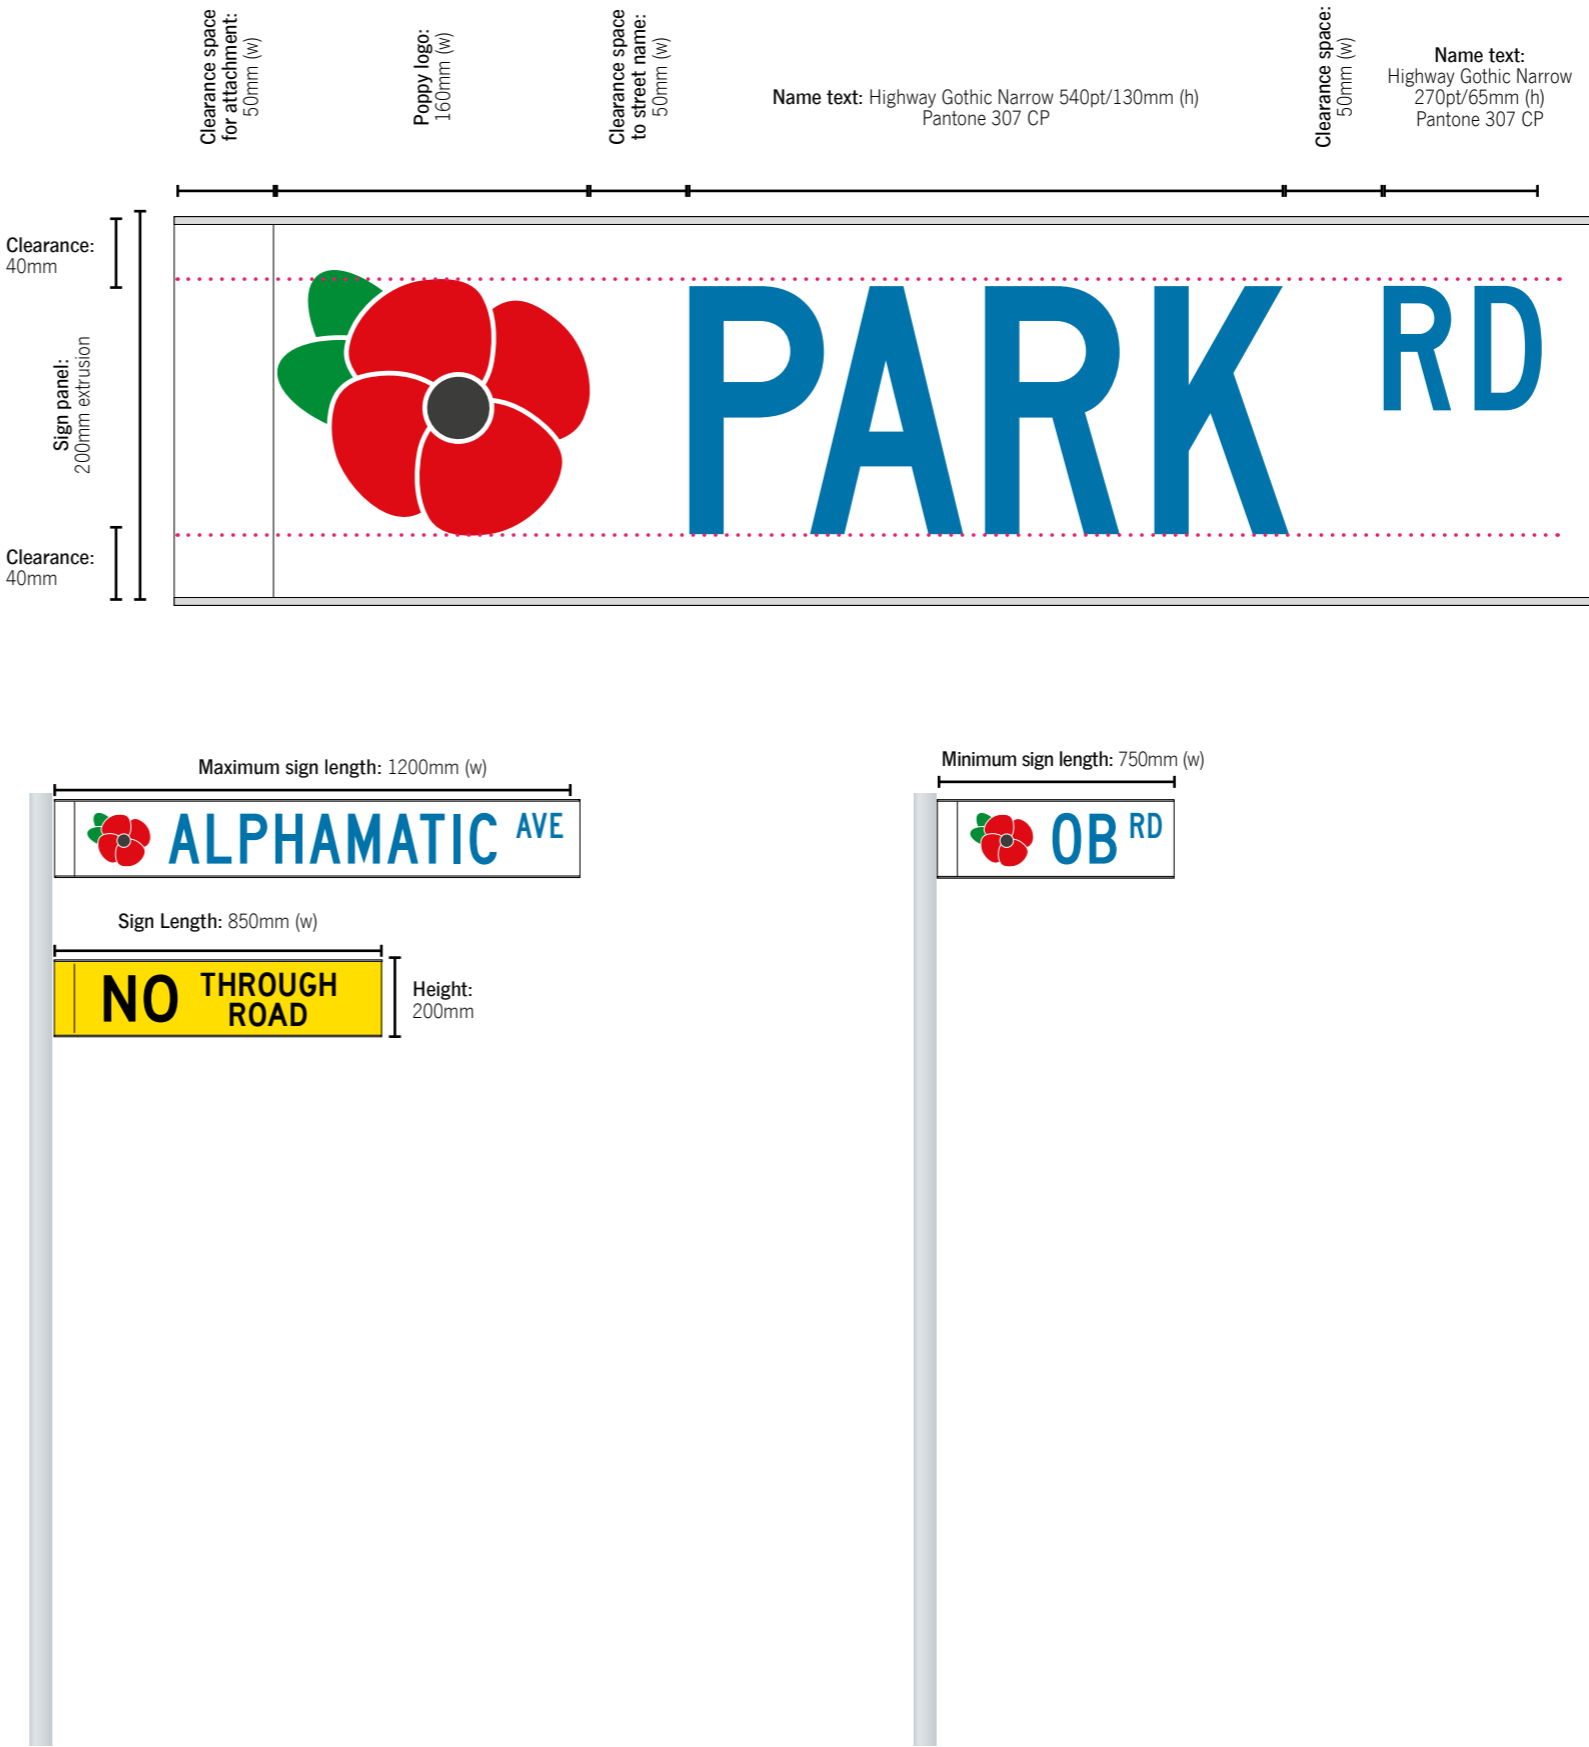 Clearance space
for attachment:
50mm (w)
Poppy logo:
160mm (w)
Clearance space
to street name:
50mm (w)
Name text: Highway Gothic Narrow 540pt/130mm (h)
Pantone 307 CP
Clearance space:
50mm (w)
Name text:
Highway Gothic Narrow
270pt/65mm (h)
Pantone 307 CP
Clearance:
40mm
Sign panel:
200mm extrusion
Clearance:
40mm
PARK RD
Maximum sign length: 1200mm (w)
ALPHAMATIC AVE
Sign Length: 850mm (w)
NO THROUGH
ROAD
Height:
200mm
Minimum sign length: 750mm (w)
OB RD